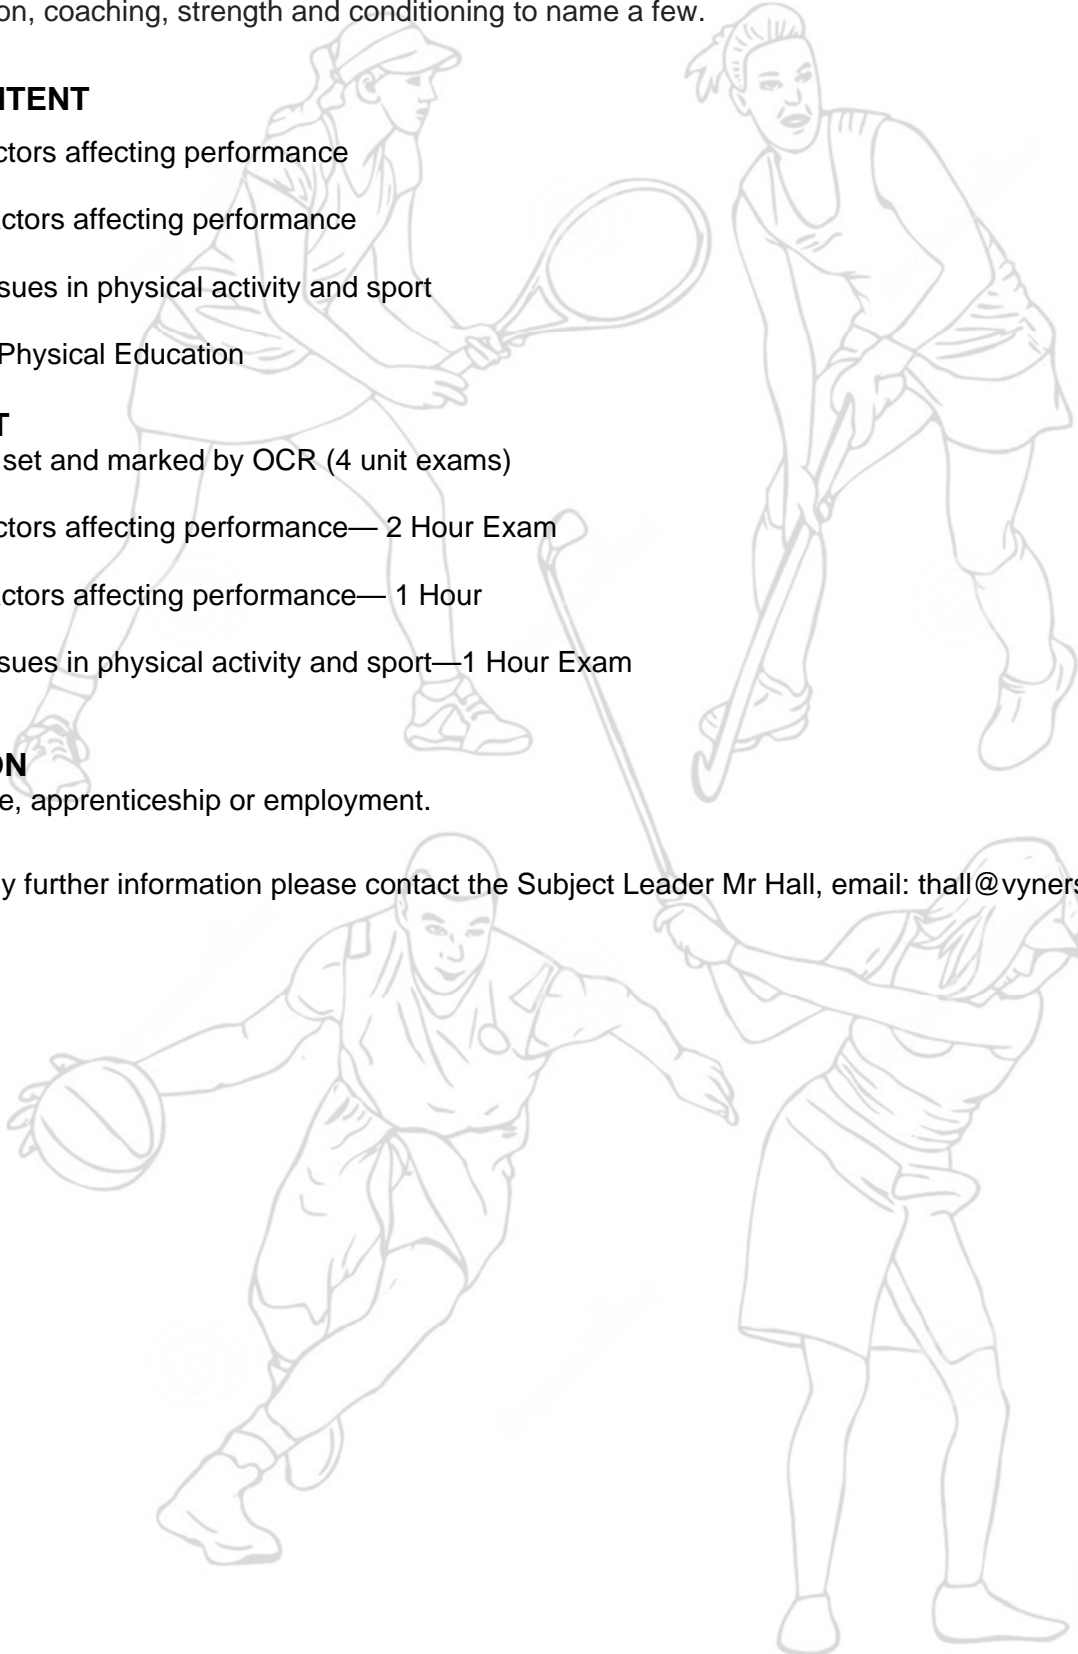 on, coaching, strength and conditioning to name a few.
NTENT
ctors affecting performance
ctors affecting performance
sues in physical activity and sport
Physical Education
T
set and marked by OCR (4 unit exams)
ctors affecting performance— 2 Hour Exam
ctors affecting performance— 1 Hour
sues in physical activity and sport—1 Hour Exam
ON
e, apprenticeship or employment.
y further information please contact the Subject Leader Mr Hall, email: thall@vyners